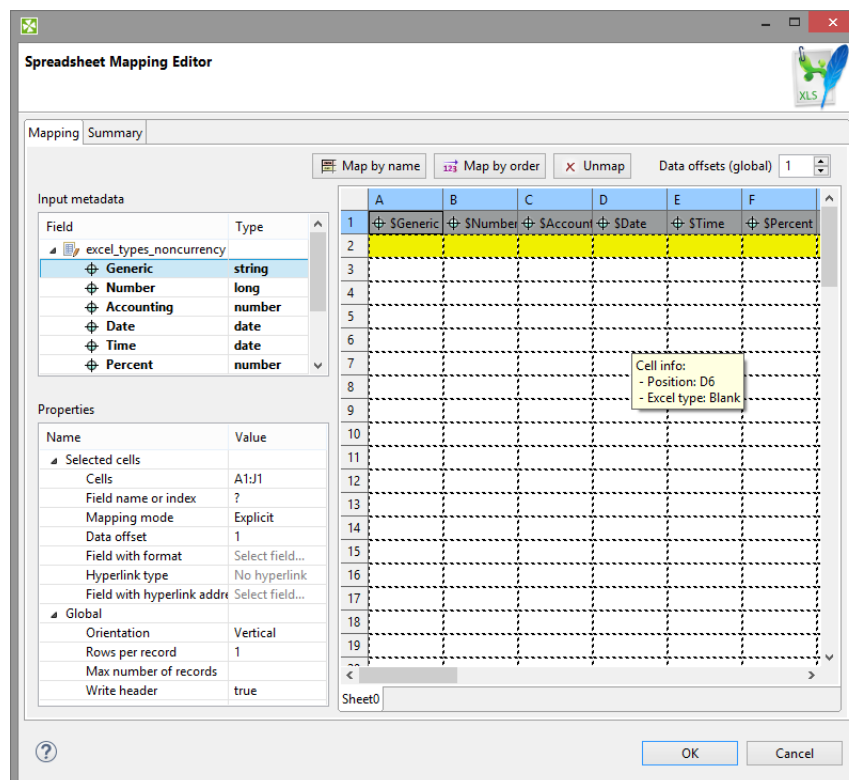 Spreadsheet Mapping Editor
XLS
Mapping Summary
Map by name 123 Map by order Unmap Data offsets (global) 1
Input metadata
Field Type
excel_types_noncurrency
Generic string
Number long
Accounting number
Date date
Time date
Percent number
Properties
Name Value
Selected cells
Cells A1:J1
Field name or index ?
Mapping mode Explicit
Data offset 1
Field with format Select field...
Hyperlink type No hyperlink
Field with hyperlink addre Select field...
Global
Orientation Vertical
Rows per record 1
Max number of records
Write header true
A B C D E F
1 $Generic $Number $Account $Date $Time $Percent
2
3
4
5
6
7
8
9
10
11
12
13
14
15
16
17
18
19
Cell info:
- Position: D6
- Excel type: Blank
Sheet0
?
OK Cancel